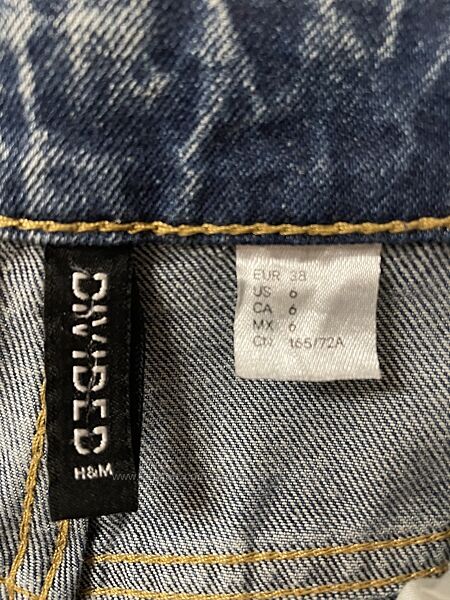 DIVIDED
H&M
EUR 38
US 6
CA 6
MX 6
CN 165/72A